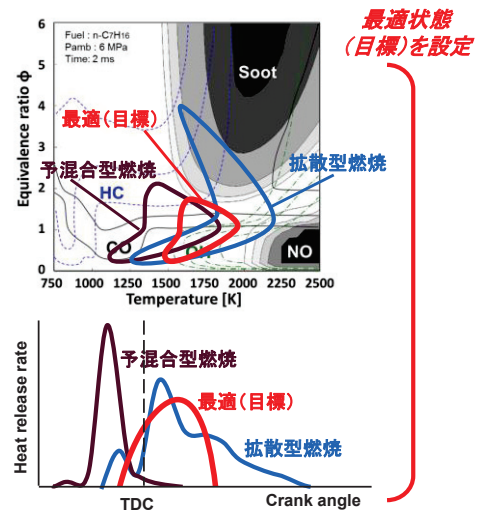 最適状態
(目標)を設定
6
5
4
3
2
1
0
Equivalence ratio ϕ
Fuel : n-C7H16
Pamb : 6 MPa
Time: 2 ms
Soot
最適(目標)
予混合型燃焼
拡散型燃焼
HC
CO
OH
NO
750 1000 1250 1500 1750 2000 2250 2500
Temperature [K]
Heat release rate
予混合型燃焼
最適(目標)
拡散型燃焼
TDC
Crank angle